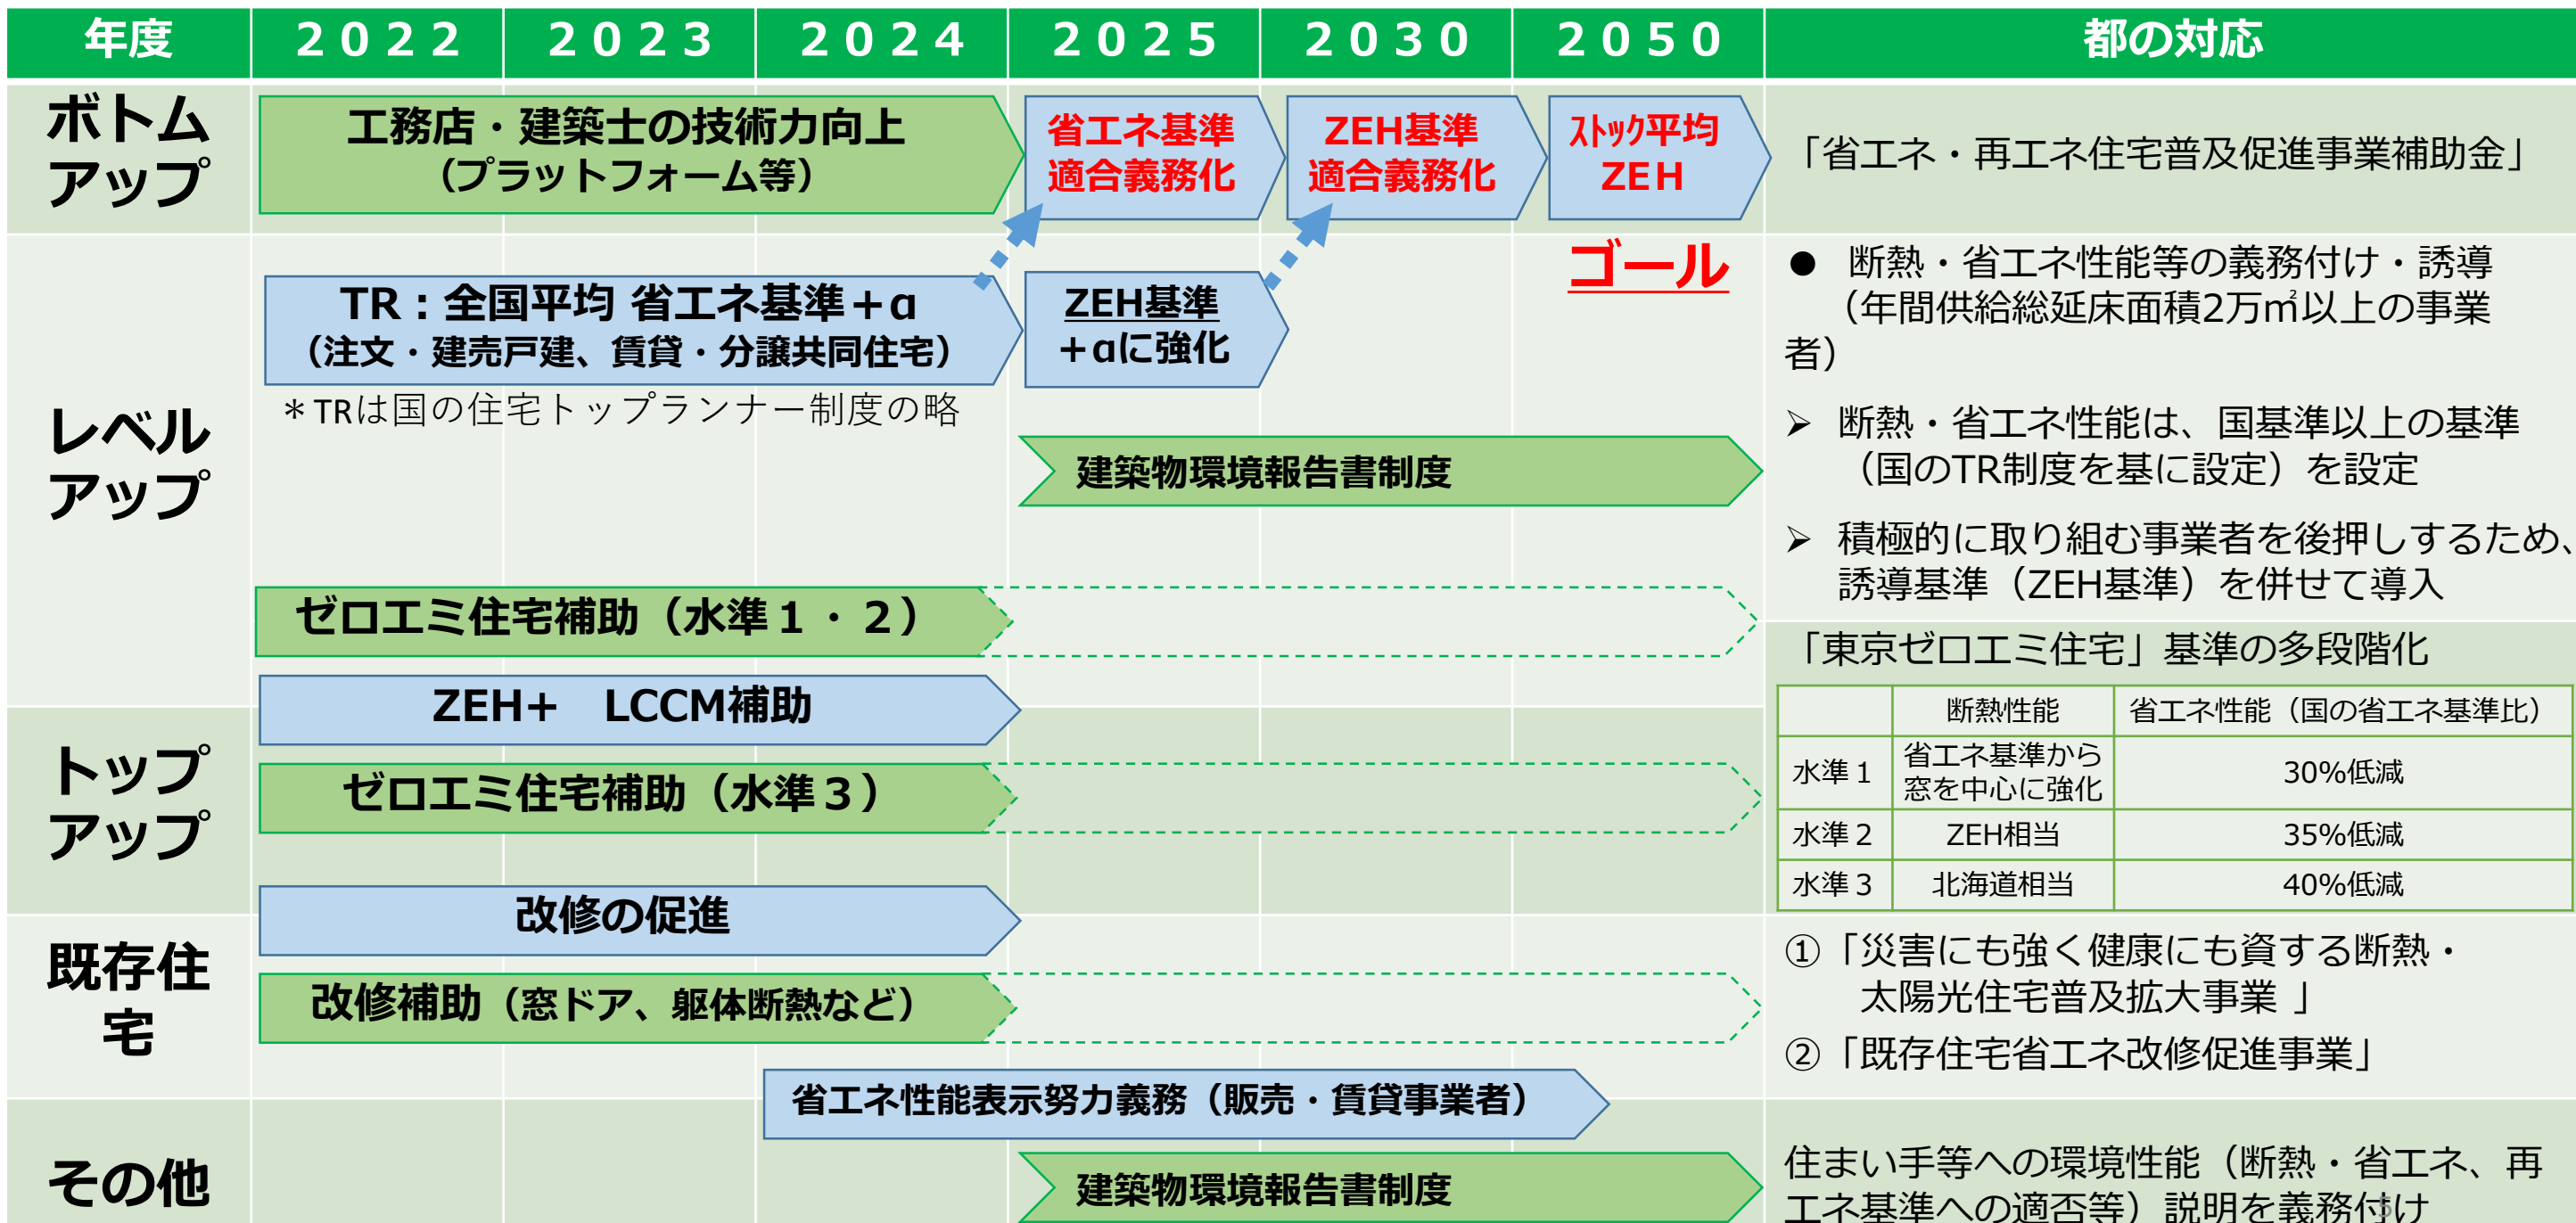 年度
２０２２
２０２３
２０２４
２０２５
２０３０
２０５０
都の対応
ボトム
アップ
工務店・建築士の技術力向上
（プラットフォーム等）
省エネ基準
適合義務化
ZEH基準
適合義務化
ｽﾄｯｸ平均
ZEＨ
「省エネ・再エネ住宅普及促進事業補助金」
レベル
アップ
TR：全国平均 省エネ基準＋α
（注文・建売戸建、賃貸・分譲共同住宅）
＊TRは国の住宅トップランナー制度の略
ZEH基準
＋αに強化
ゴール
建築物環境報告書制度
ゼロエミ住宅補助（水準１・２）
● 断熱・省エネ性能等の義務付け・誘導
（年間供給総延床面積2万㎡以上の事業
者）
➢ 断熱・省エネ性能は、国基準以上の基準
（国のTR制度を基に設定）を設定
➢ 積極的に取り組む事業者を後押しするため、
誘導基準（ZEH基準）を併せて導入
トップ
アップ
ZEH+　LCCM補助
ゼロエミ住宅補助（水準３）
「東京ゼロエミ住宅」基準の多段階化
断熱性能
省エネ性能（国の省エネ基準比）
水準１
省エネ基準から
窓を中心に強化
30%低減
水準２
ZEH相当
35%低減
水準３
北海道相当
40%低減
既存住
宅
改修の促進
改修補助（窓ドア、躯体断熱など）
①「災害にも強く健康にも資する断熱・
太陽光住宅普及拡大事業 」
②「既存住宅省エネ改修促進事業」
その他
省エネ性能表示努力義務（販売・賃貸事業者）
建築物環境報告書制度
住まい手等への環境性能（断熱・省エネ、再
エネ基準への適否等）説明を義務付け
5